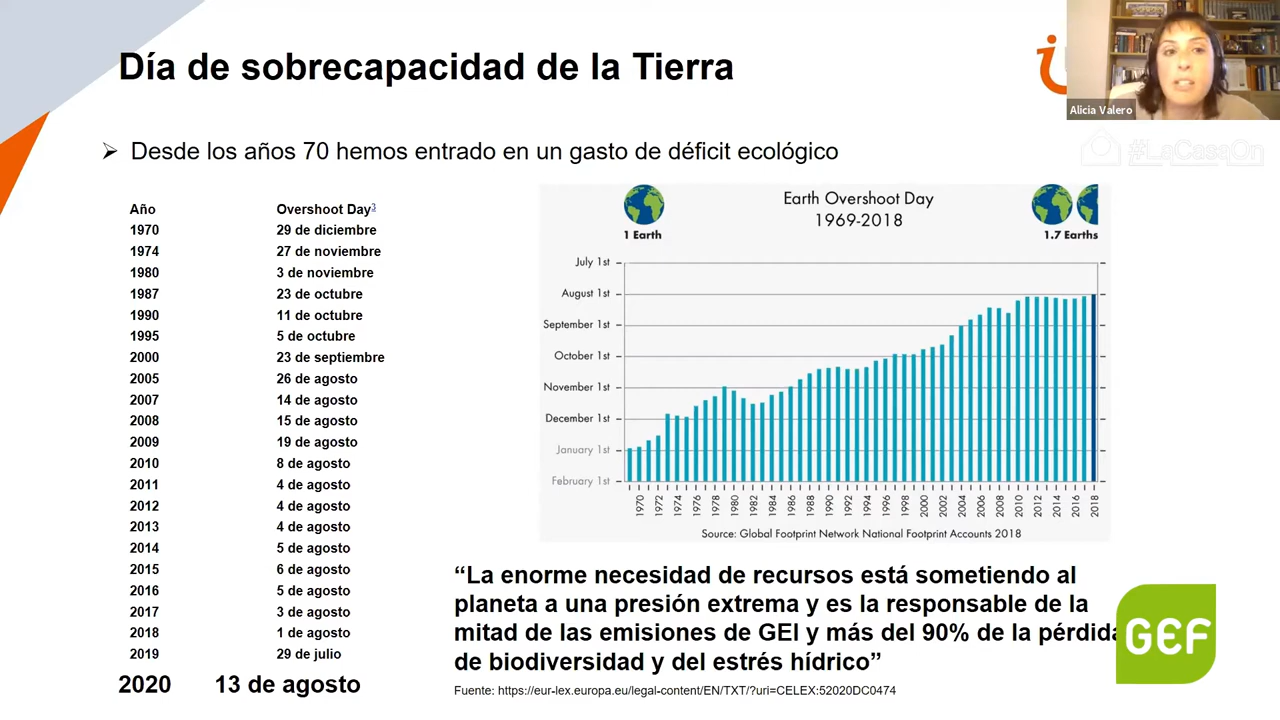 Día de sobrecapacidad de la Tierra
Alicia Valero
#LaCasaOn
➢ Desde los años 70 hemos entrado en un gasto de déficit ecológico
Año Overshoot Day3
1970 29 de diciembre
1974 27 de noviembre
1980 3 de noviembre
1987 23 de octubre
1990 11 de octubre
1995 5 de octubre
2000 23 de septiembre
2005 26 de agosto
2007 14 de agosto
2008 15 de agosto
2009 19 de agosto
2010 8 de agosto
2011 4 de agosto
2012 4 de agosto
2013 4 de agosto
2014 5 de agosto
2015 6 de agosto
2016 5 de agosto
2017 3 de agosto
2018 1 de agosto
2019 29 de julio
2020 13 de agosto
Earth Overshoot Day
1969-2018
1 Earth
1.7 Earths
July 1st
August 1st
September 1st
October 1st
November 1st
December 1st
January 1st
February 1st
1970 1972 1974 1976 1978 1980 1982 1984 1986 1988 1990 1992 1994 1996 1998 2000 2002 2004 2006 2008 2010 2012 2014 2016 2018
Source: Global Footprint Network National Footprint Accounts 2018
“La enorme necesidad de recursos está sometiendo al
planeta a una presión extrema y es la responsable de la
mitad de las emisiones de GEI y más del 90% de la pérdida
de biodiversidad y del estrés hídrico”
Fuente: https://eur-lex.europa.eu/legal-content/EN/TXT/?uri=CELEX:52020DC0474
GEF